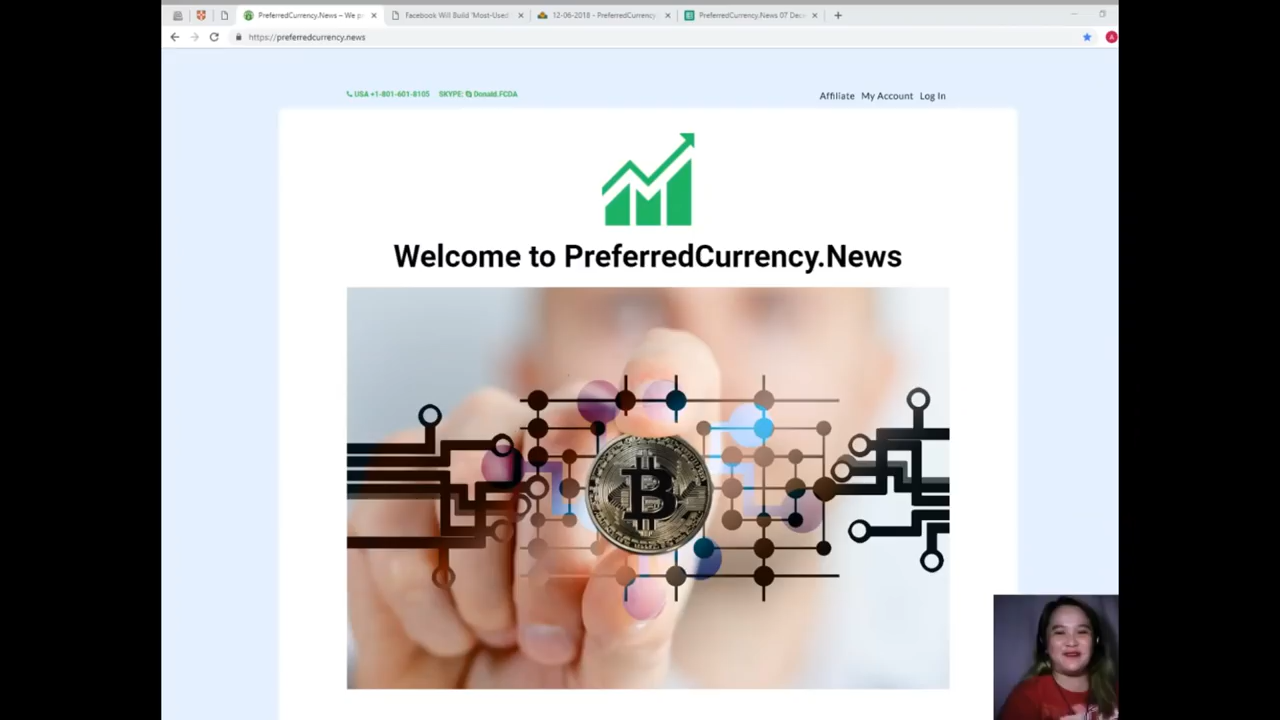 PreferredCurrency.News – We p
Facebook Will Build 'Most-Used
12-06-2018 - PreferredCurrency
PreferredCurrency.News 07 Dec
https://preferredcurrency.news
USA +1-801-601-8105 SKYPE: Donald.FCDA
Affiliate My Account Log In
Welcome to PreferredCurrency.News